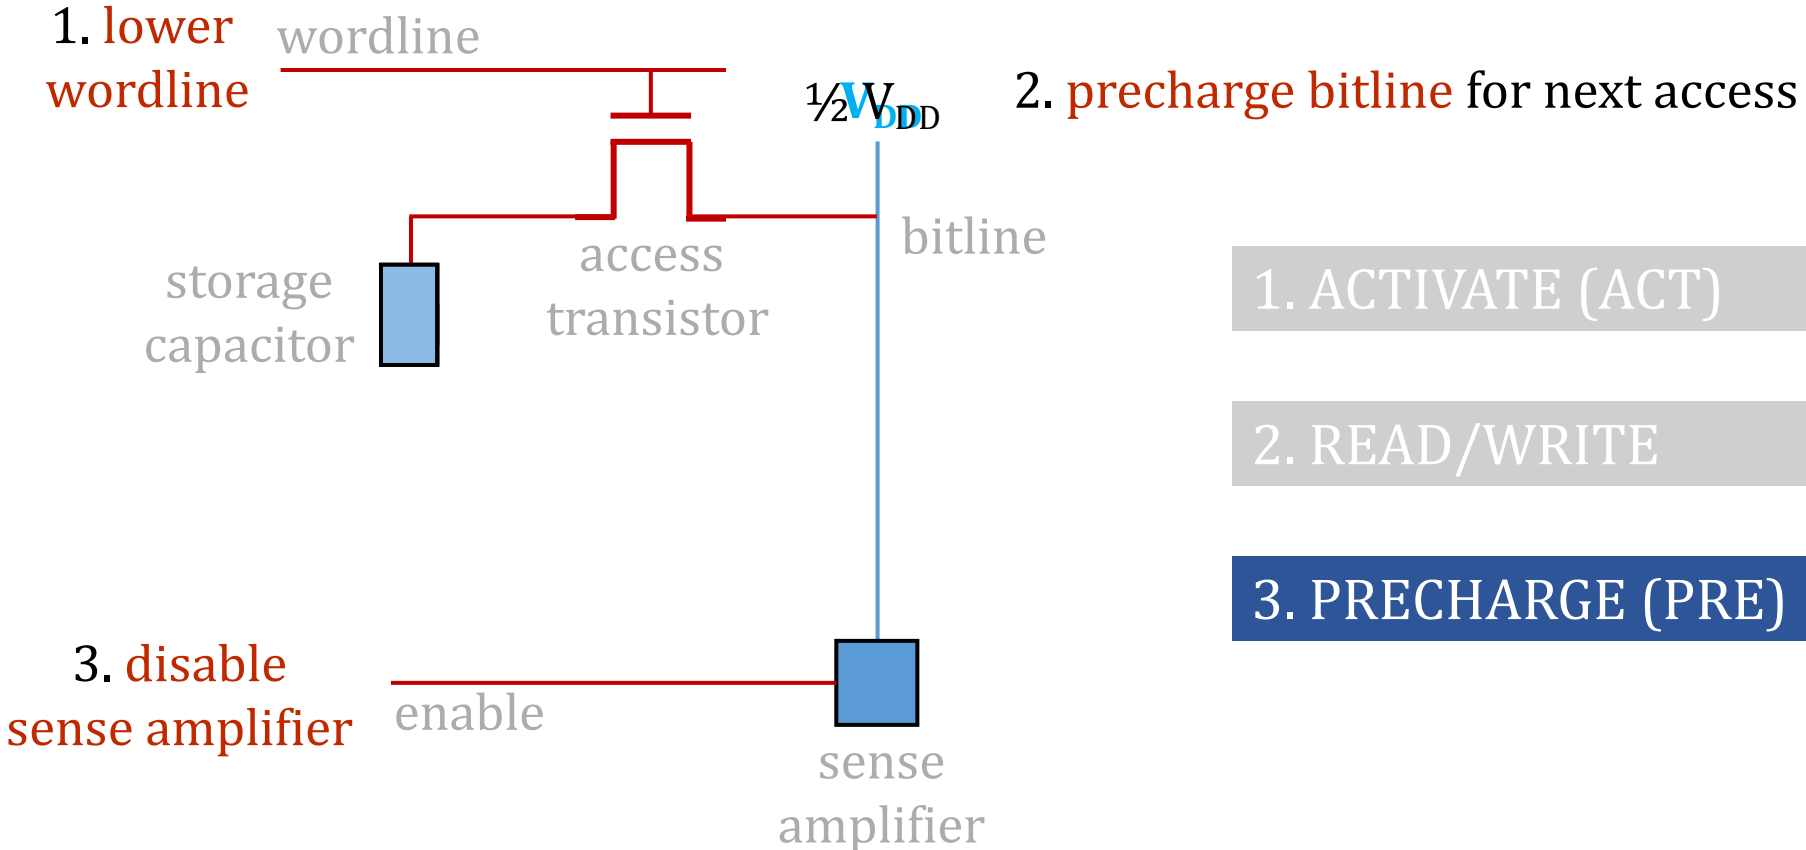 1. lower
wordline
wordline
½VDD
VDD
2. precharge bitline for next access
bitline
access
transistor
storage
capacitor
1. ACTIVATE (ACT)
2. READ/WRITE
3. PRECHARGE (PRE)
3. disable
sense amplifier
enable
sense
amplifier